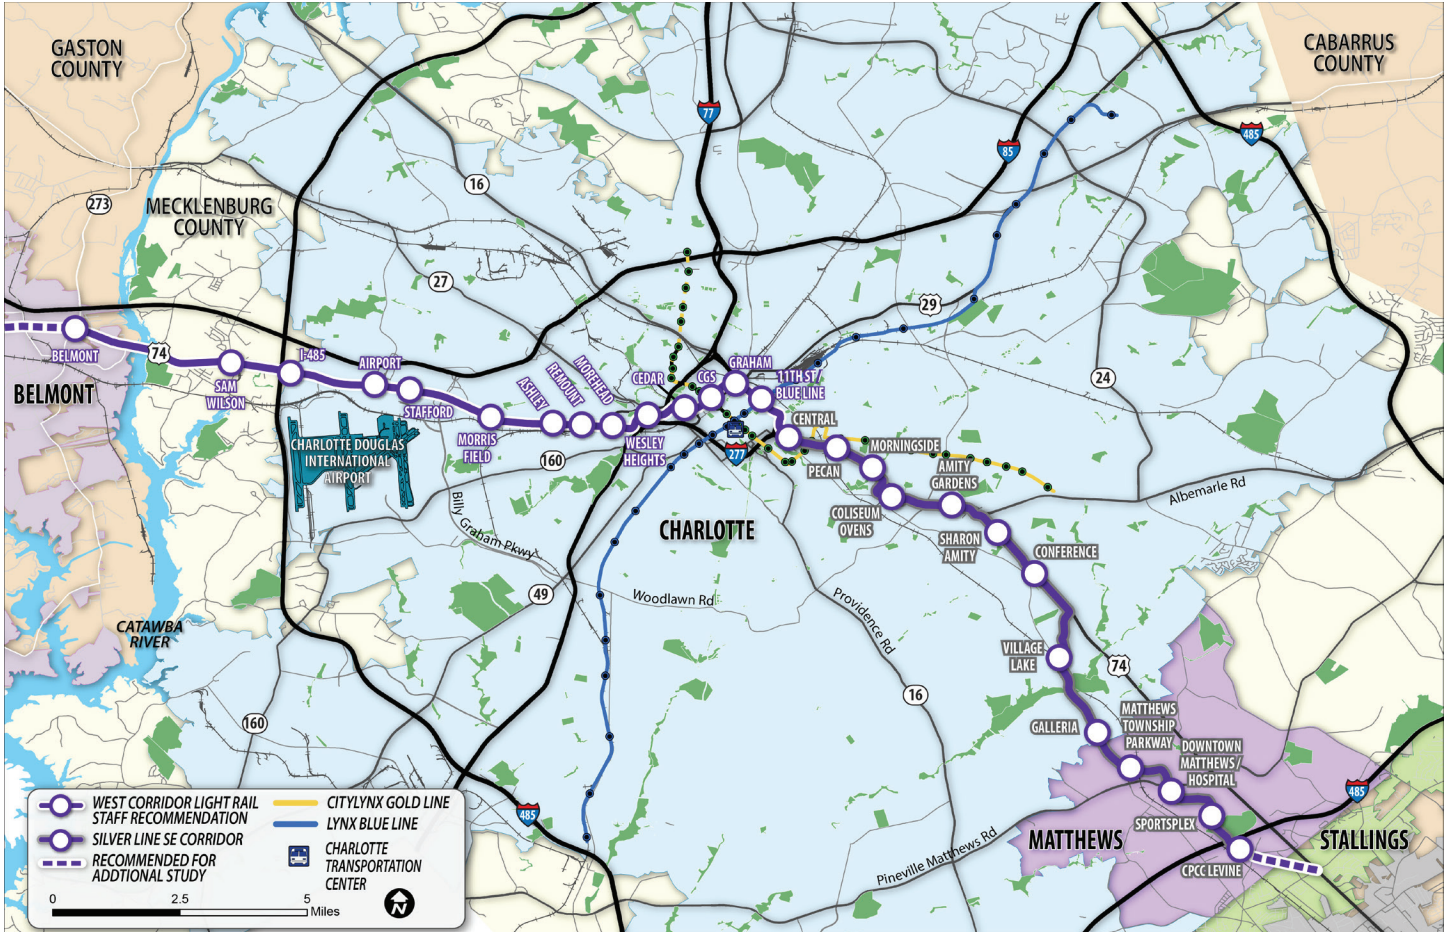 GASTON
COUNTY
CABARRUS
COUNTY
77
485
85
16
273
MECKLENBURG
COUNTY
27
29
74
BELMONT
SAM
WILSON
I-485
AIRPORT
STAFFORD
MORRIS
FIELD
ASHLEY
REMOUNT
MOREHEAD
WESLEY
HEIGHTS
CEDAR
CGS
GRAHAM
11TH ST /
BLUE LINE
24
BELMONT
CHARLOTTE DOUGLAS
INTERNATIONAL
AIRPORT
160
277
CENTRAL
PECAN
MORNINGSIDE
COLISEUM
OVENS
AMITY
GARDENS
SHARON
AMITY
CONFERENCE
Albemarle Rd
Billy Graham Pkwy
CHARLOTTE
49
Woodlawn Rd
Providence Rd
CATAWBA
RIVER
VILLAGE
LAKE
74
16
160
GALLERIA
MATTHEWS
TOWNSHIP
PARKWAY
DOWNTOWN
MATTHEWS /
HOSPITAL
485
485
SPORTSPLEX
MATTHEWS
STALLINGS
CPCC LEVINE
Pineville Matthews Rd
WEST CORRIDOR LIGHT RAIL
STAFF RECOMMENDATION
SILVER LINE SE CORRIDOR
RECOMMENDED FOR
ADDTIONAL STUDY
CITYLYNX GOLD LINE
LYNX BLUE LINE
CHARLOTTE
TRANSPORTATION
CENTER
0 2.5 5
Miles
N